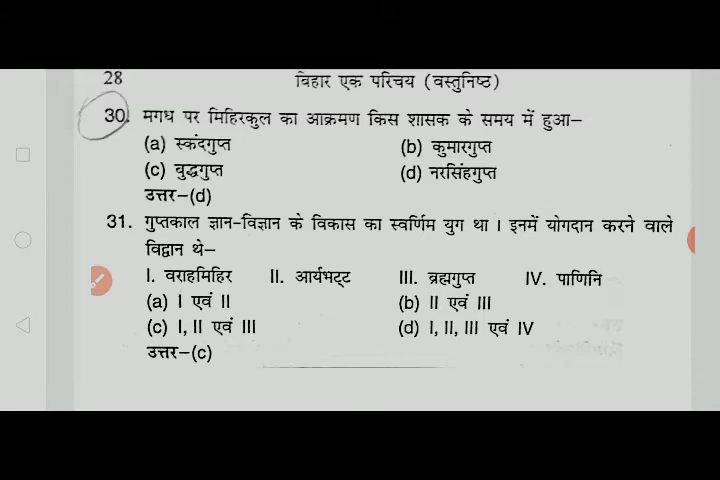 28 विहार एक परिचय (वस्तुनिष्ठ)
30. मगध पर मिहिरकुल का आक्रमण किस शासक के समय में हुआ–
(a) स्कंदगुप्त (b) कुमारगुप्त
(c) वुद्धगुप्त (d) नरसिंहगुप्त
उत्तर–(d)
31. गुप्तकाल ज्ञान-विज्ञान के विकास का स्वर्णिम युग था । इनमें योगदान करने वाले
विद्वान थे–
I. वराहमिहिर II. आर्यभट्ट III. ब्रह्मगुप्त IV. पाणिनि
(a) I एवं II (b) II एवं III
(c) I, II एवं III (d) I, II, III एवं IV
उत्तर–(c)